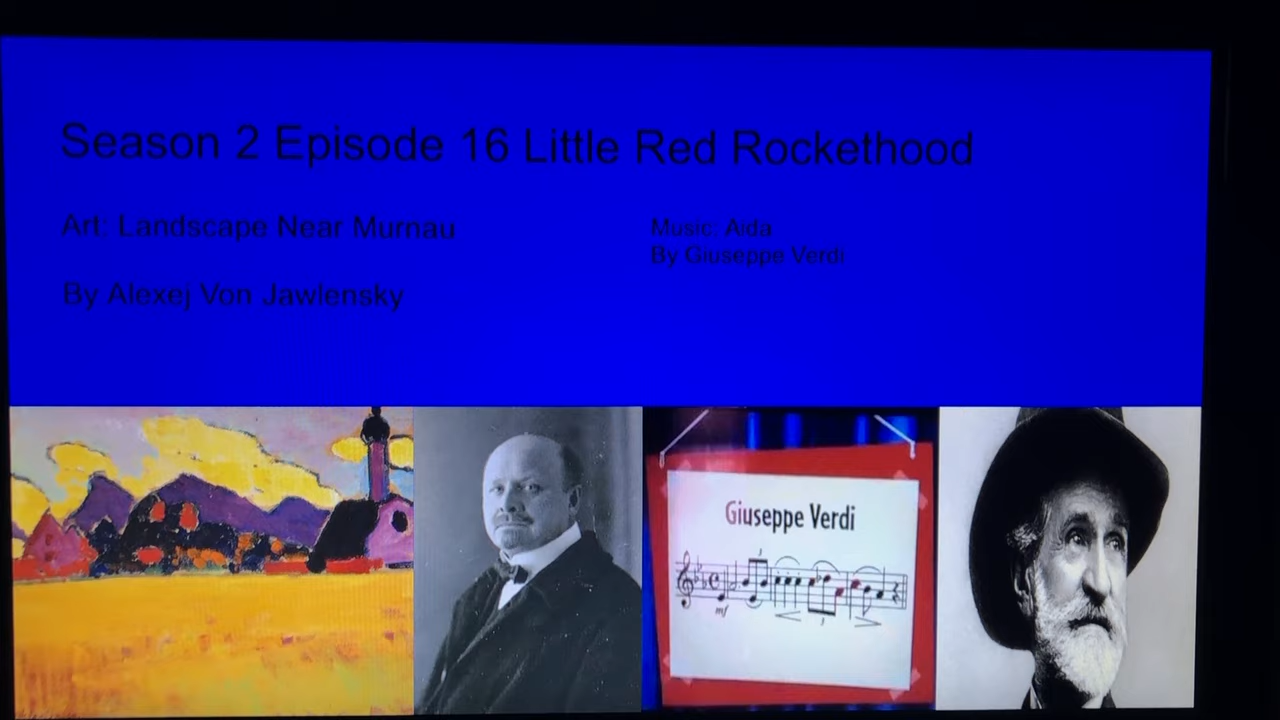 Season 2 Episode 16 Little Red Rockethood
Art: Landscape Near Murnau
By Alexej Von Jawlensky
Music: Aida
By Giuseppe Verdi
Giuseppe Verdi
mf